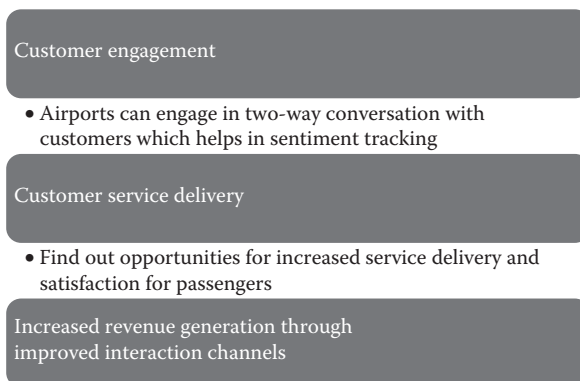 Customer engagement
• Airports can engage in two-way conversation with
customers which helps in sentiment tracking
Customer service delivery
• Find out opportunities for increased service delivery and
satisfaction for passengers
Increased revenue generation through
improved interaction channels